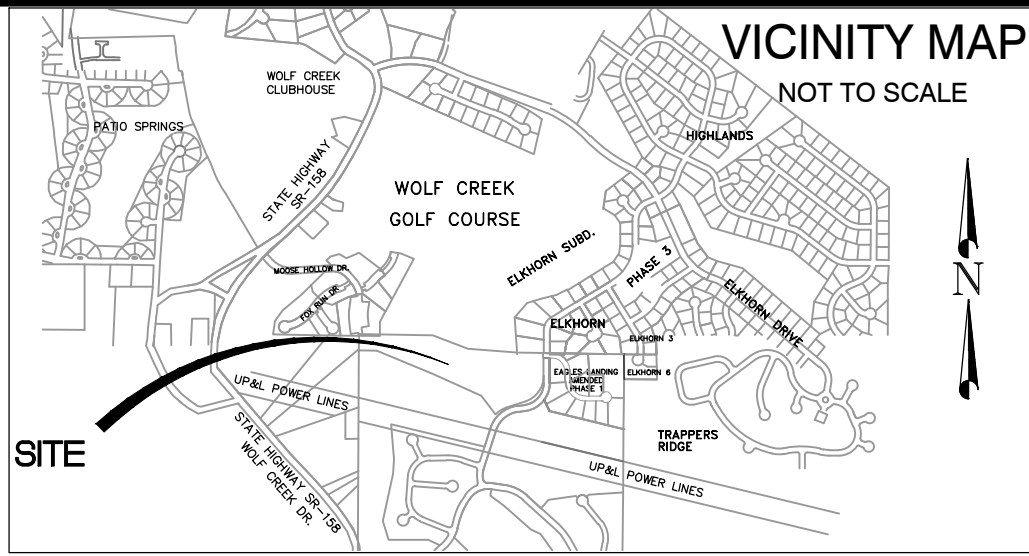 VICINITY MAP
NOT TO SCALE
WOLF CREEK
CLUBHOUSE
PATIO SPRINGS
HIGHLANDS
STATE HIGHWAY
SR-158
WOLF CREEK
GOLF COURSE
ELKHORN SUBD.
PHASE 3
MOOSE HOLLOW DR.
FOX RUN DR.
ELKHORN DRIVE
N
ELKHORN
ELKHORN 3
EAGLES LANDING
AMENDED
PHASE 1
ELKHORN 6
UP&L POWER LINES
SITE
STATE HIGHWAY SR-158
WOLF CREEK DR.
TRAPPERS
RIDGE
UP&L POWER LINES